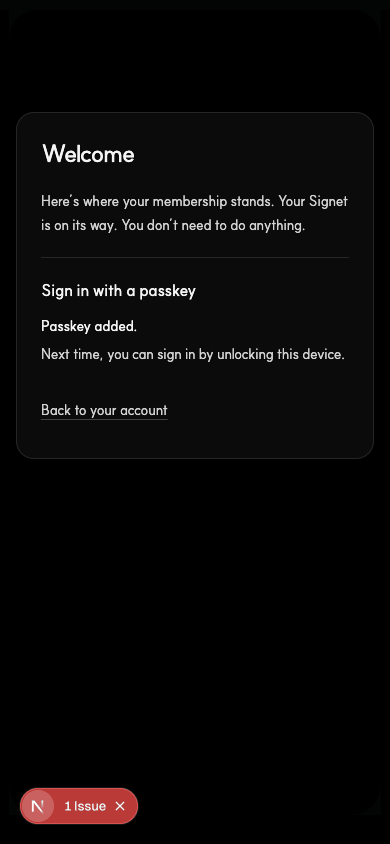 Welcome
Here's where your membership stands. Your Signet
is on its way. You don't need to do anything.
Sign in with a passkey
Passkey added.
Next time, you can sign in by unlocking this device.
Back to your account
N 1 Issue ×